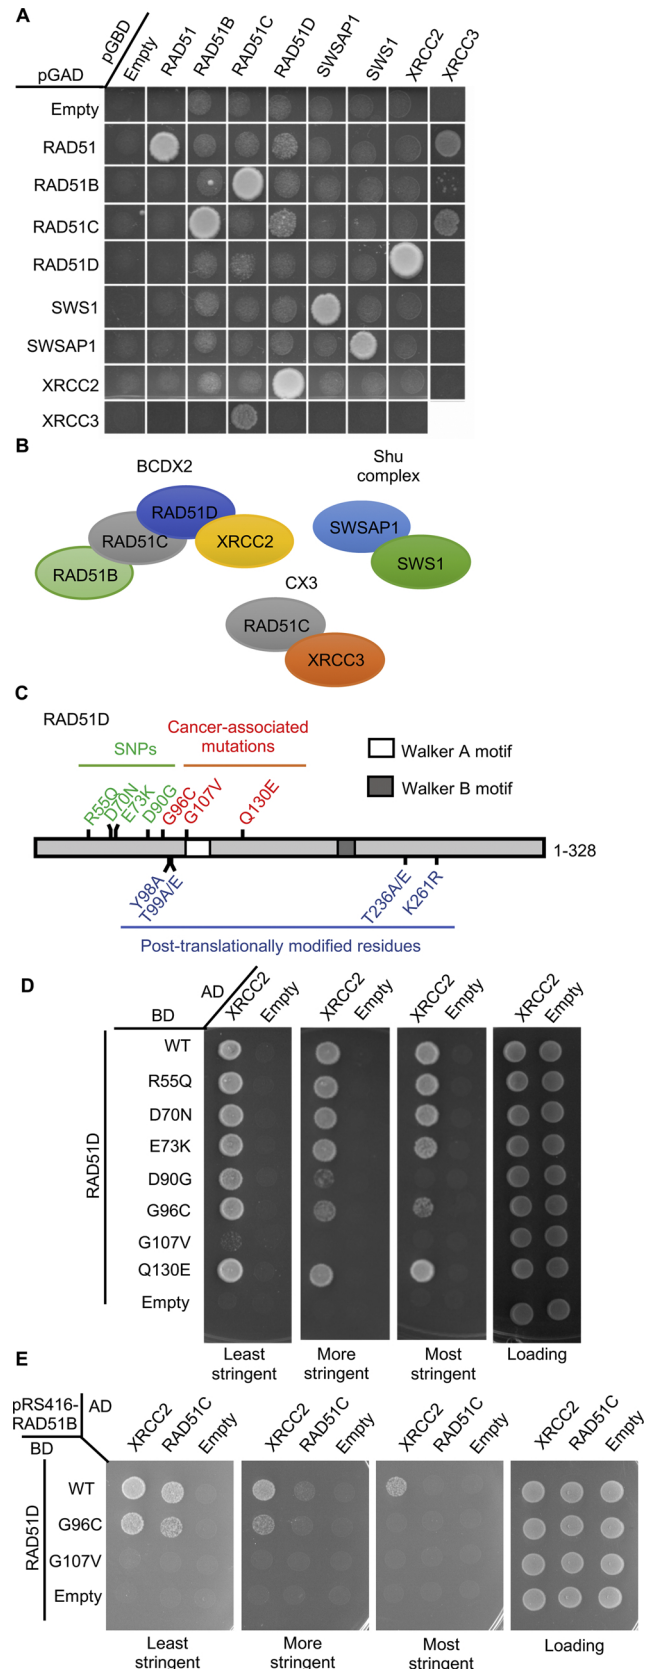 A
pGBD
Empty
RAD51
RAD51B
RAD51C
RAD51D
SWSAP1
SWS1
XRCC2
XRCC3
pGAD
Empty
RAD51
RAD51B
RAD51C
RAD51D
SWS1
SWSAP1
XRCC2
XRCC3
B
BCDX2
Shu
complex
RAD51D
RAD51C
XRCC2
RAD51B
SWSAP1
SWS1
CX3
RAD51C
XRCC3
C
RAD51D
SNPs
Cancer-associated
mutations
Walker A motif
Walker B motif
R55Q
D70N
E73K
D90G
G96C
G107V
Q130E
1-328
Y98A
T99A/E
T236A/E
K261R
Post-translationally modified residues
D
AD
BD
XRCC2
Empty
XRCC2
Empty
XRCC2
Empty
XRCC2
Empty
RAD51D
WT
R55Q
D70N
E73K
D90G
G96C
G107V
Q130E
Empty
Least
stringent
More
stringent
Most
stringent
Loading
E
pRS416-
RAD51B
AD
BD
XRCC2
RAD51C
Empty
XRCC2
RAD51C
Empty
XRCC2
RAD51C
Empty
XRCC2
RAD51C
Empty
RAD51D
WT
G96C
G107V
Empty
Least
stringent
More
stringent
Most
stringent
Loading